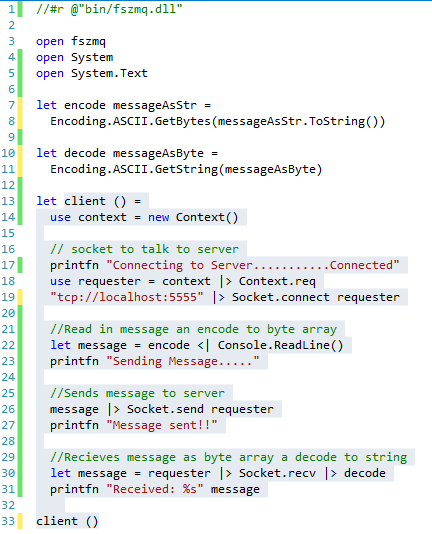 1 //#r @"bin/fszmq.dll"
2
3 open fszmq
4 open System
5 open System.Text
6
7 let encode messageAsStr =
8 Encoding.ASCII.GetBytes(messageAsStr.ToString())
9
10 let decode messageAsByte =
11 Encoding.ASCII.GetString(messageAsByte)
12
13 let client () =
14 use context = new Context()
15
16 // socket to talk to server
17 printfn "Connecting to Server...........Connected"
18 use requester = context |> Context.req
19 "tcp://localhost:5555" |> Socket.connect requester
20
21 //Read in message an encode to byte array
22 let message = encode <| Console.ReadLine()
23 printfn "Sending Message....."
24
25 //Sends message to server
26 message |> Socket.send requester
27 printfn "Message sent!!"
28
29 //Recieves message as byte array a decode to string
30 let message = requester |> Socket.recv |> decode
31 printfn "Received: %s" message
32
33 client ()